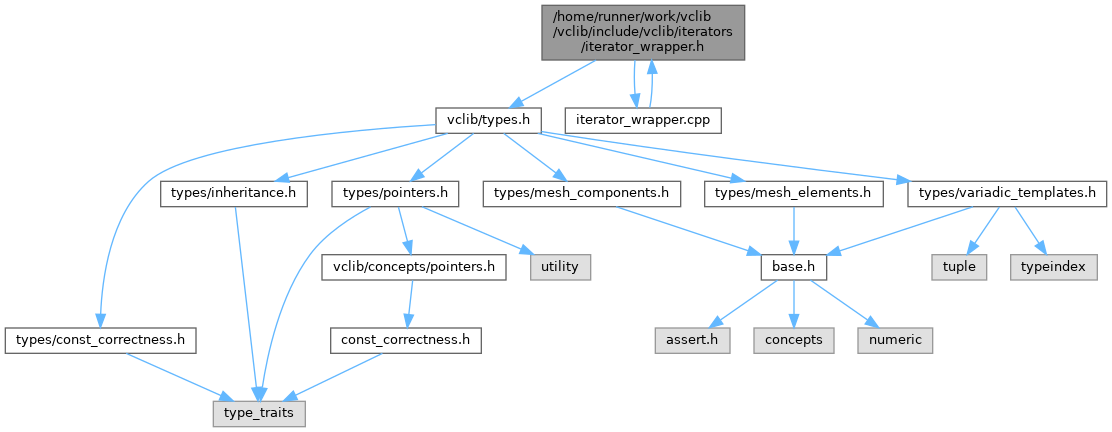 /home/runner/work/vclib
/vclib/include/vclib/iterators
/iterator_wrapper.h
vclib/types.h
iterator_wrapper.cpp
types/inheritance.h
types/pointers.h
types/mesh_components.h
types/mesh_elements.h
types/variadic_templates.h
vclib/concepts/pointers.h
utility
base.h
tuple
typeindex
types/const_correctness.h
const_correctness.h
assert.h
concepts
numeric
type_traits